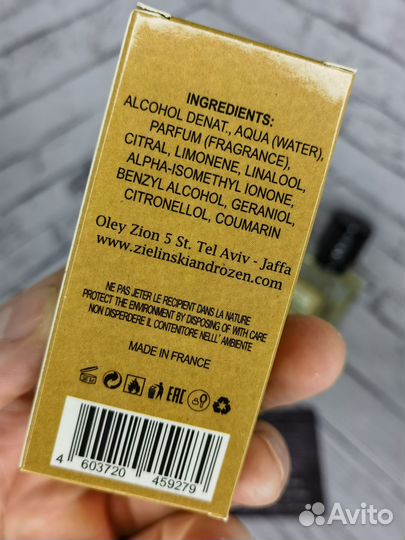 INGREDIENTS:
ALCOHOL DENAT., AQUA (WATER),
PARFUM (FRAGRANCE),
CITRAL, LIMONENE, LINALOOL,
ALPHA-ISOMETHYL IONONE,
BENZYL ALCOHOL, GERANIOL,
CITRONELLOL, COUMARIN
Oley Zion 5 St. Tel Aviv - Jaffa
www.zielinskiandrozen.com
NE PAS JETER LE RECIPIENT DANS LA NATURE
PROTECT THE ENVIRONMENT BY DISPOSING OF WITH CARE
NON DISPERDERE IL CONTENITORE NELL' AMBIENTE
MADE IN FRANCE
EAC
4 603720 459279
Avito